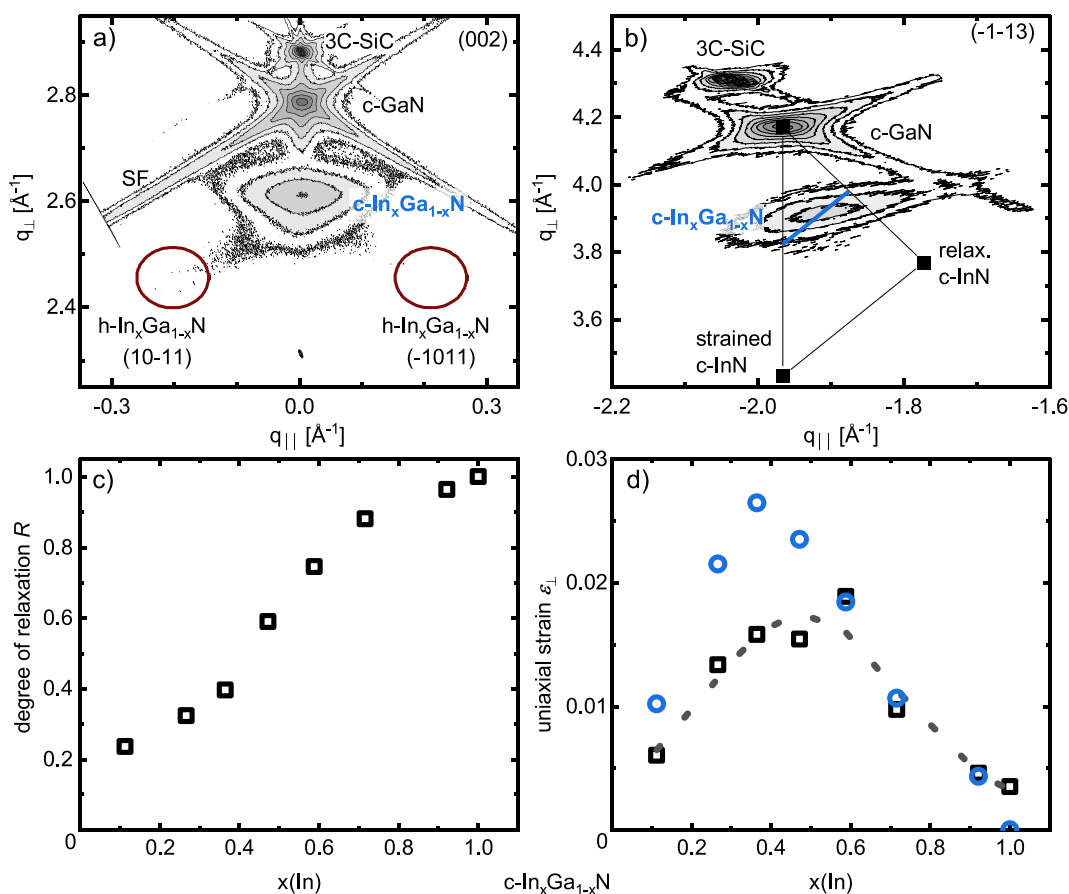 a)
3C-SiC
(002)
c-GaN
SF
c-InxGa1-xN
h-InxGa1-xN
(10-11)
h-InxGa1-xN
(-1011)
2.8
2.6
2.4
q⊥ [Å-1]
-0.3
0.0
0.3
q|| [Å-1]
b)
3C-SiC
(-1-13)
c-GaN
c-InxGa1-xN
relax.
c-InN
strained
c-InN
4.4
4.2
4.0
3.8
3.6
q⊥ [Å-1]
-2.2
-2.0
-1.8
-1.6
q|| [Å-1]
c)
1.0
0.8
0.6
0.4
0.2
0
degree of relaxation R
0.2
0.4
0.6
0.8
1.0
x(In)
d)
0.03
0.02
0.01
0
uniaxial strain ε⊥
0
0.2
0.4
0.6
0.8
1.0
x(In)
c-InxGa1-xN